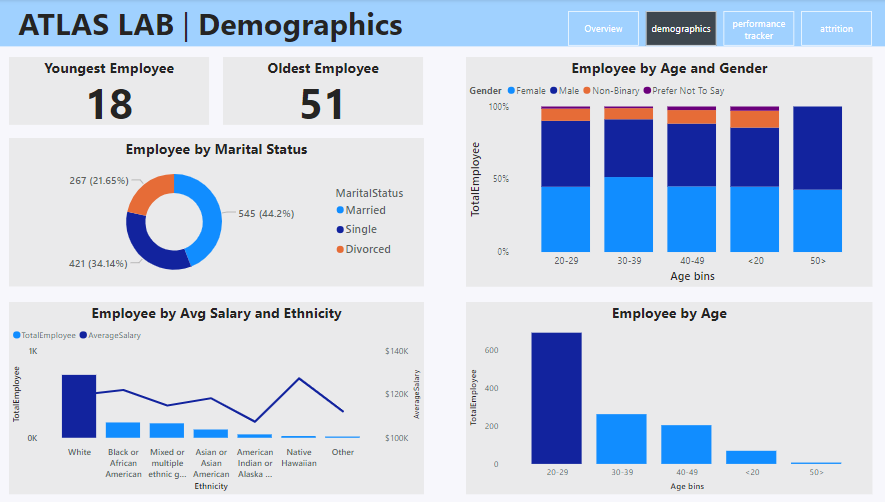 ATLAS LAB | Demographics
Overview
demographics
performance
tracker
attrition
Youngest Employee
18
Oldest Employee
51
Employee by Marital Status
267 (21.65%)
545 (44.2%)
421 (34.14%)
MaritalStatus
Married
Single
Divorced
Employee by Age and Gender
Gender Female Male Non-Binary Prefer Not To Say
TotalEmployee
100%
50%
0%
20-29 30-39 40-49 <20 50>
Age bins
Employee by Avg Salary and Ethnicity
TotalEmployee AverageSalary
TotalEmployee
1K
0K
$140K
$120K
$100K
AverageSalary
White
Black or
African
American
Mixed or
multiple
ethnic g...
Asian or
Asian
American
American
Indian or
Alaska ...
Native
Hawaiian
Other
Ethnicity
Employee by Age
TotalEmployee
600
400
200
0
20-29 30-39 40-49 <20 50>
Age bins